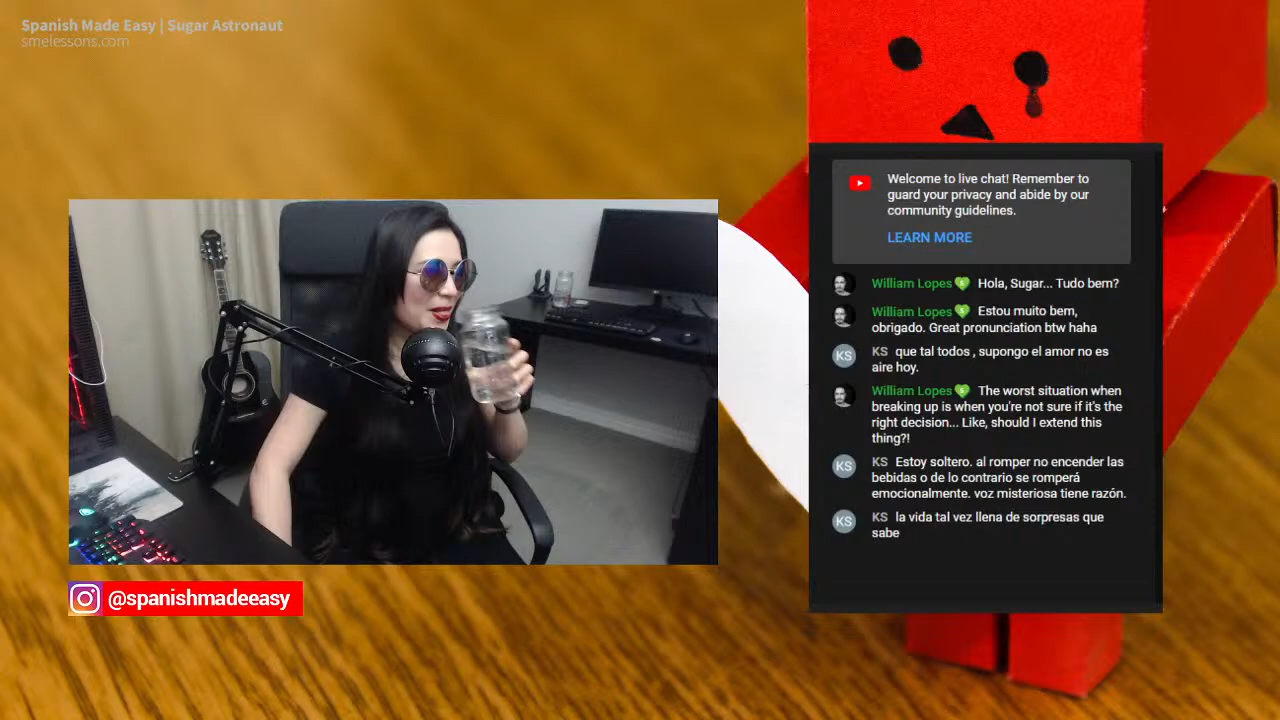 Spanish Made Easy | Sugar Astronaut
smelessons.com
Welcome to live chat! Remember to
guard your privacy and abide by our
community guidelines.
LEARN MORE
William Lopes Hola, Sugar... Tudo bem?
William Lopes Estou muito bem,
obrigado. Great pronunciation btw haha
KS KS que tal todos , supongo el amor no es
aire hoy.
William Lopes The worst situation when
breaking up is when you're not sure if it's the
right decision... Like, should I extend this
thing?!
KS KS Estoy soltero. al romper no encender las
bebidas o de lo contrario se romperá
emocionalmente. voz misteriosa tiene razón.
KS KS la vida tal vez llena de sorpresas que
sabe
@spanishmadeeasy